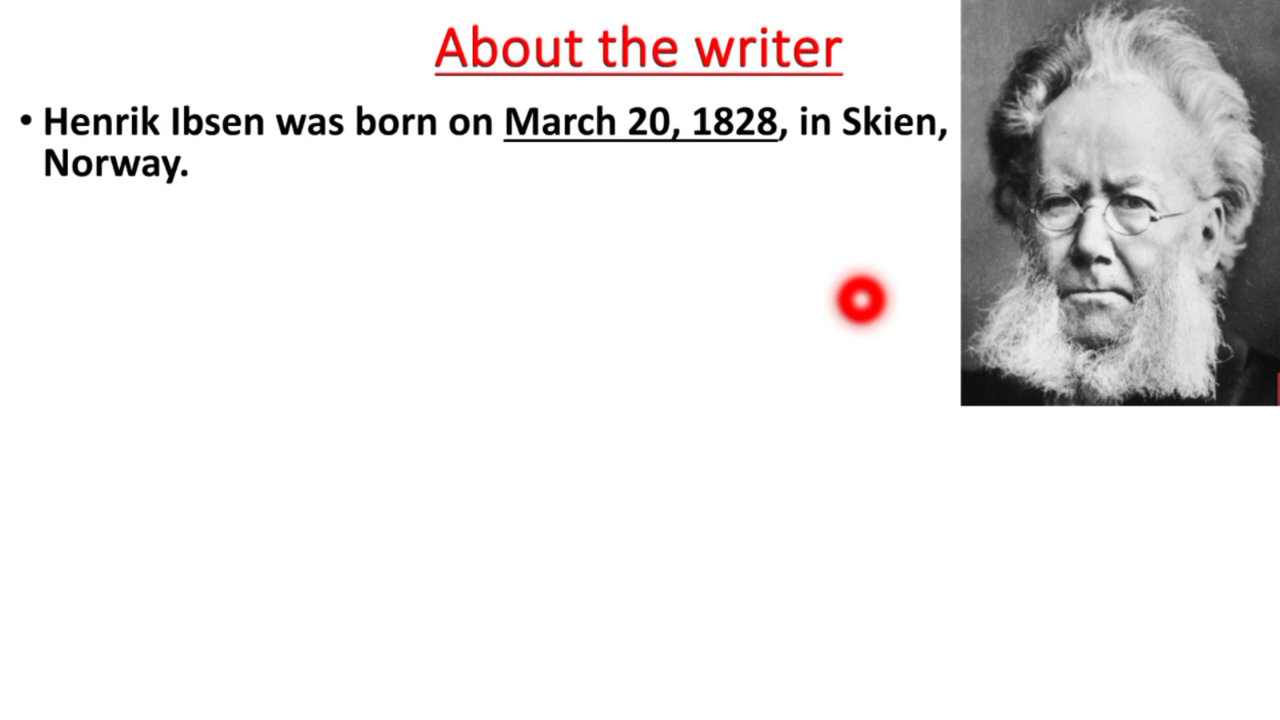 About the writer
• Henrik Ibsen was born on March 20, 1828, in Skien,
Norway.